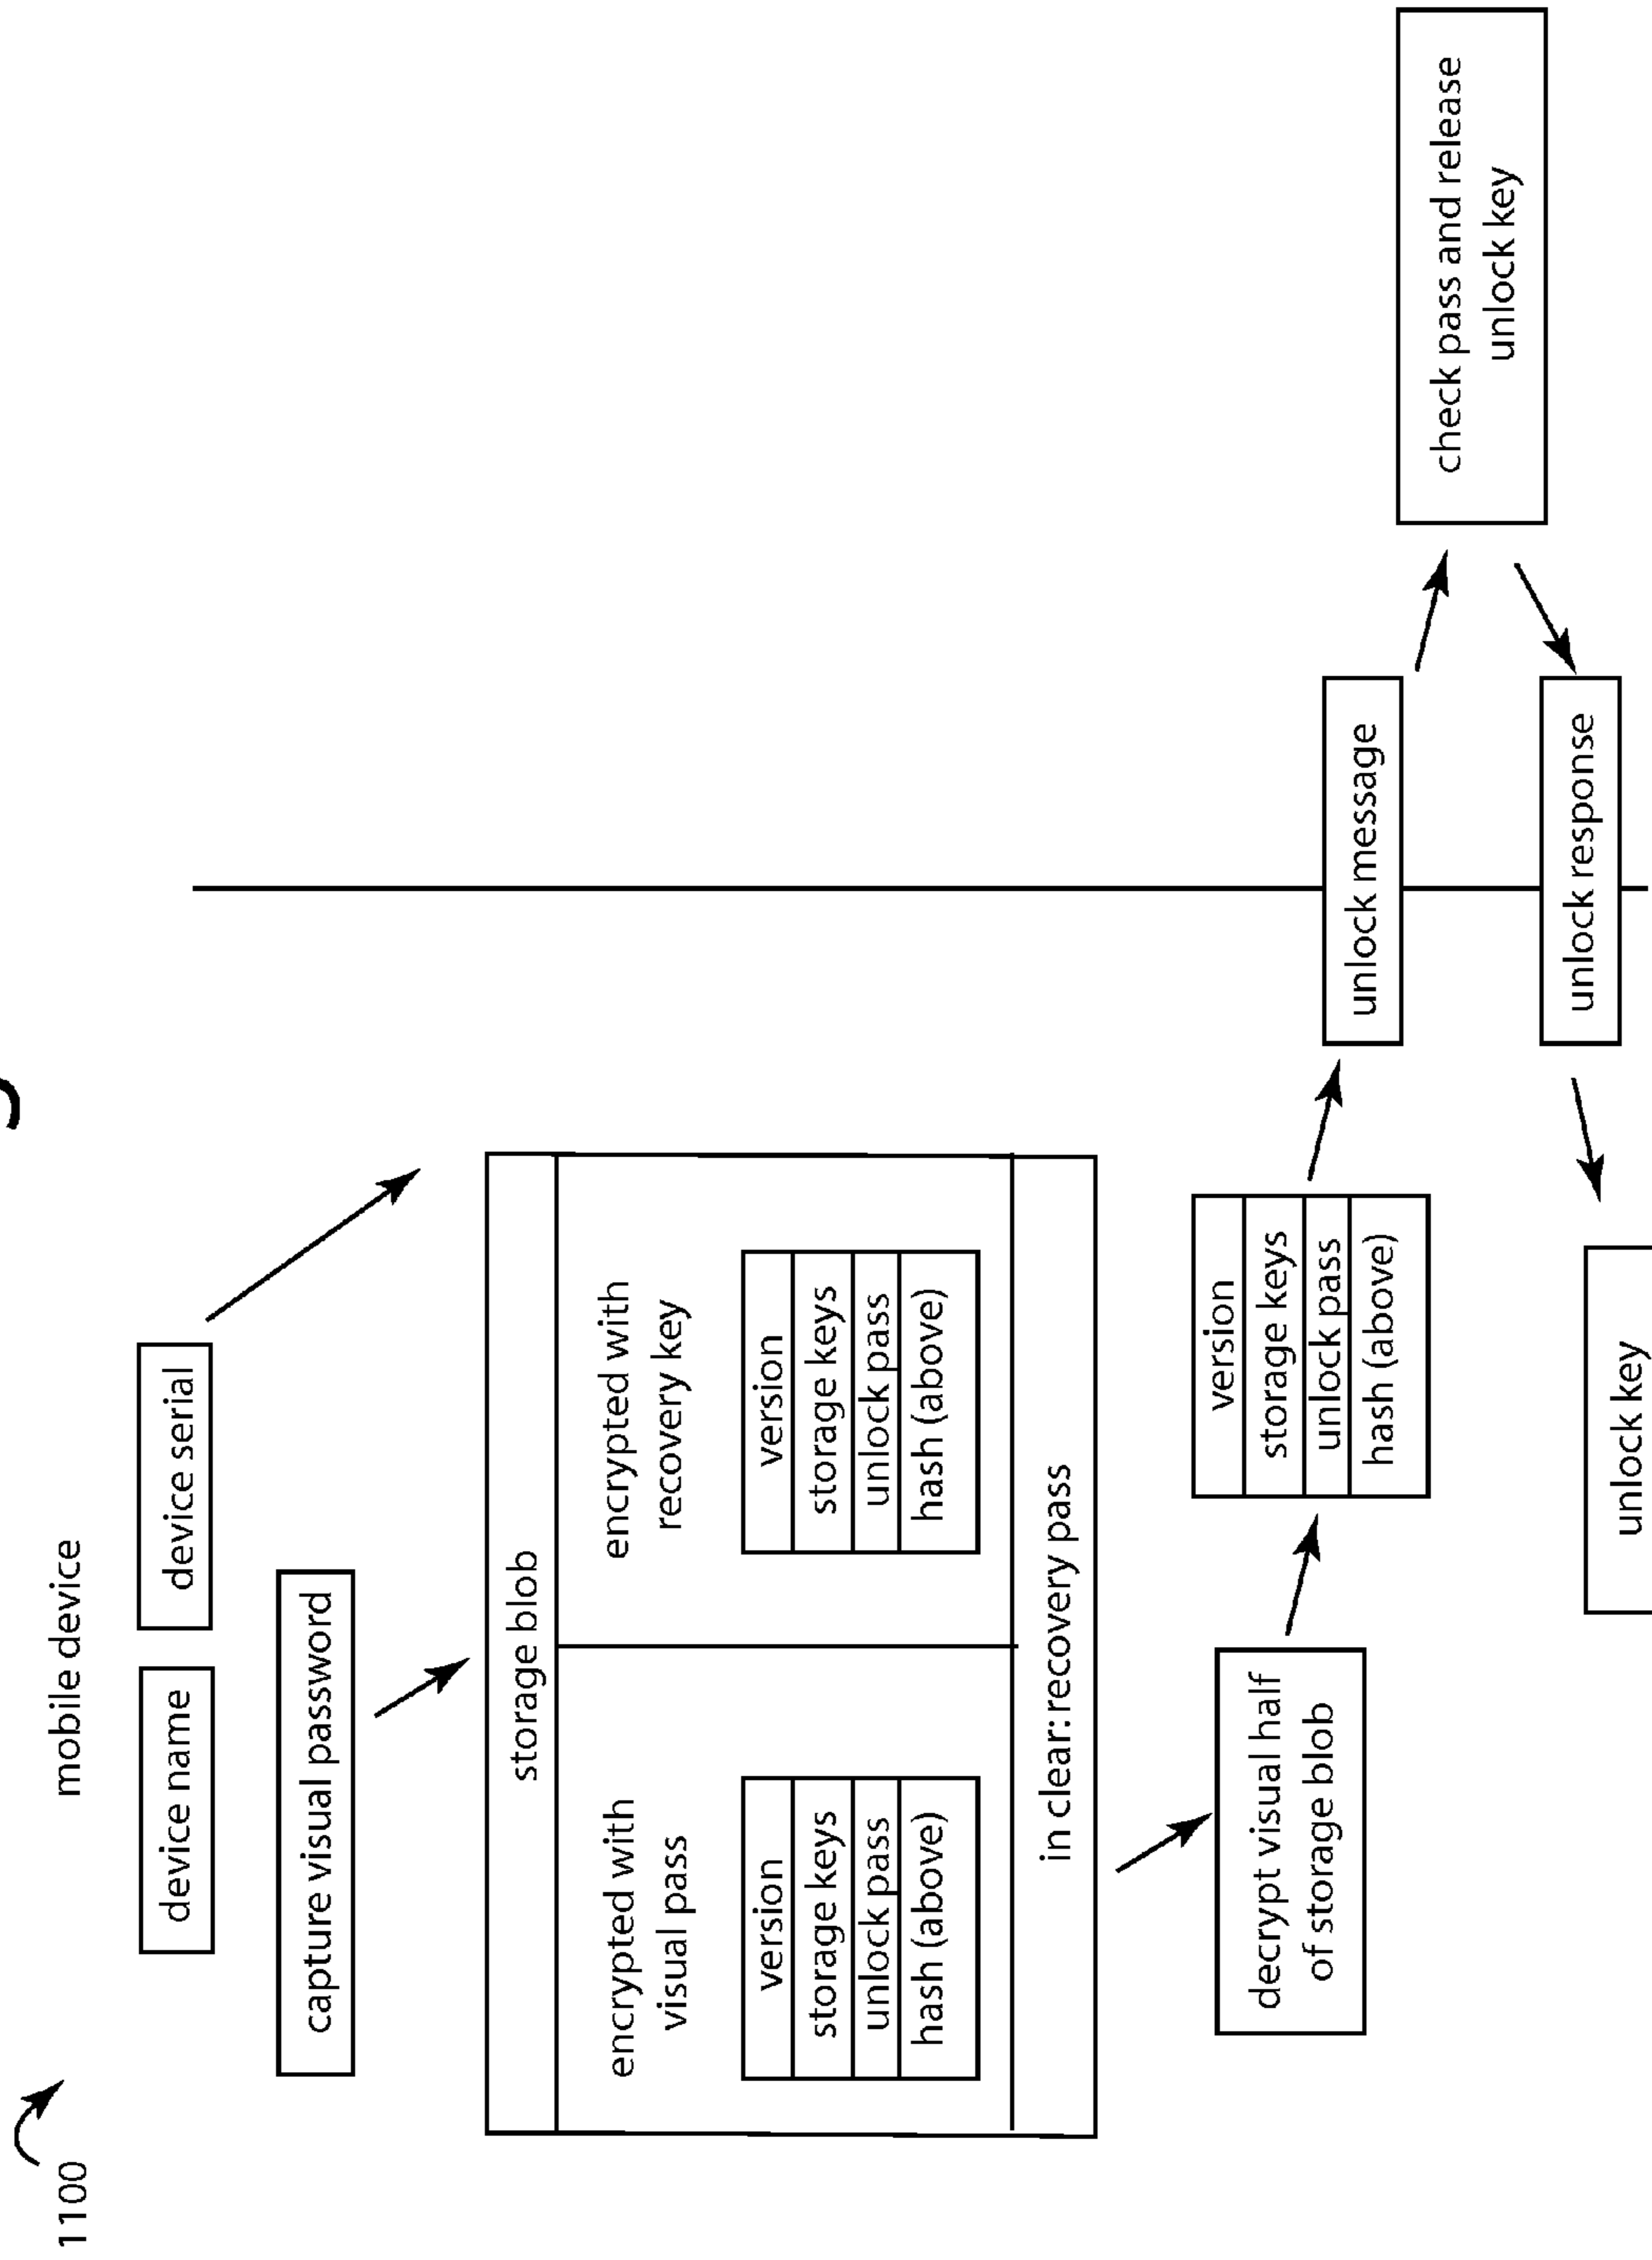 1100
mobile device
device name
device serial
capture visual password
storage blob
encrypted with
visual pass
version
storage keys
unlock pass
hash (above)
encrypted with
recovery key
version
storage keys
unlock pass
hash (above)
in clear: recovery pass
decrypt visual half
of storage blob
version
storage keys
unlock pass
hash (above)
unlock message
check pass and release
unlock key
unlock response
unlock key